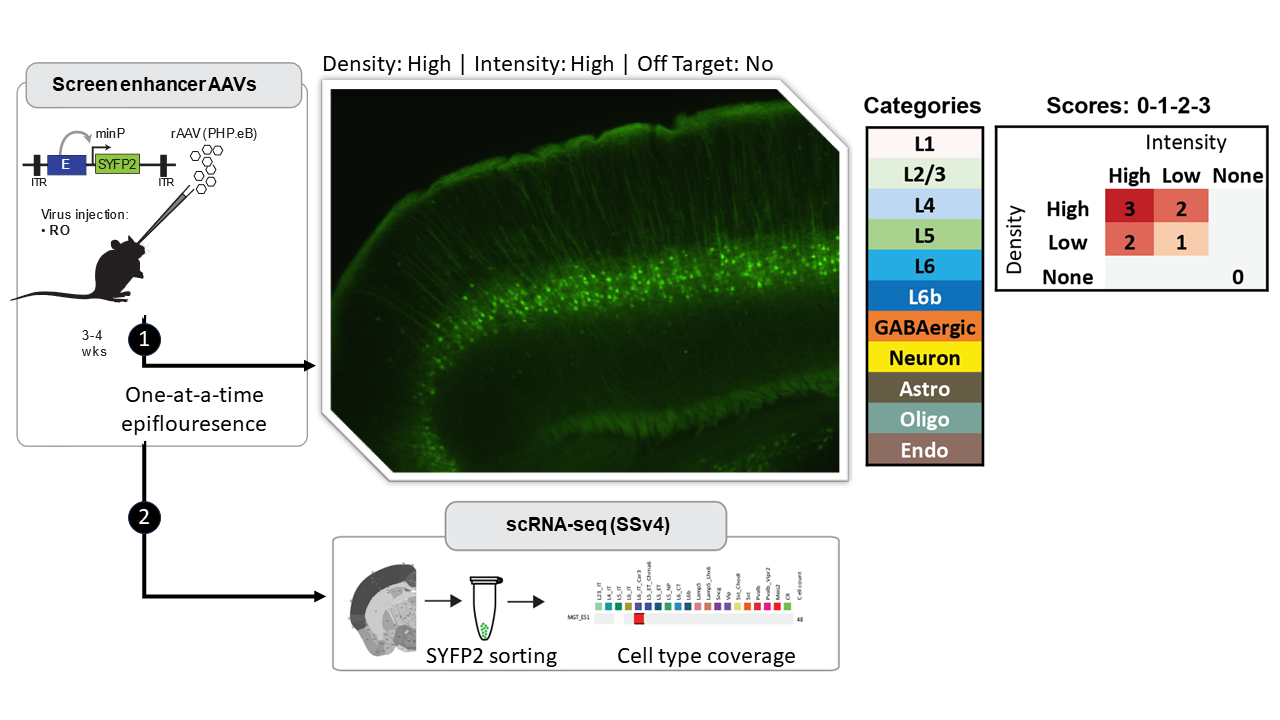 Density: High | Intensity: High | Off Target: No
Screen enhancer AAVs
minP
rAAV (PHP.eB)
E
SYFP2
ITR
ITR
Virus injection:
• RO
3-4
wks
1
One-at-a-time
epiflouresence
2
Categories
L1
L2/3
L4
L5
L6
L6b
GABAergic
Neuron
Astro
Oligo
Endo
Scores: 0-1-2-3
Intensity
High Low None
Density
High 3 2
Low 2 1
None 0
scRNA-seq (SSv4)
SYFP2 sorting
L23_IT
L4_IT
L5_IT
L6_IT
L6_IT_Car3
L5_ET_Chrna6
L5_ET
L5_NP
L6_CT
L6b
Lamp5
Lamp5_Lhx6
Sncg
Vip
Sst_Chodl
Sst
Pvalb
Pvalb_Vipr2
Meis2
CR
Cell count
MGT_E51
48
Cell type coverage